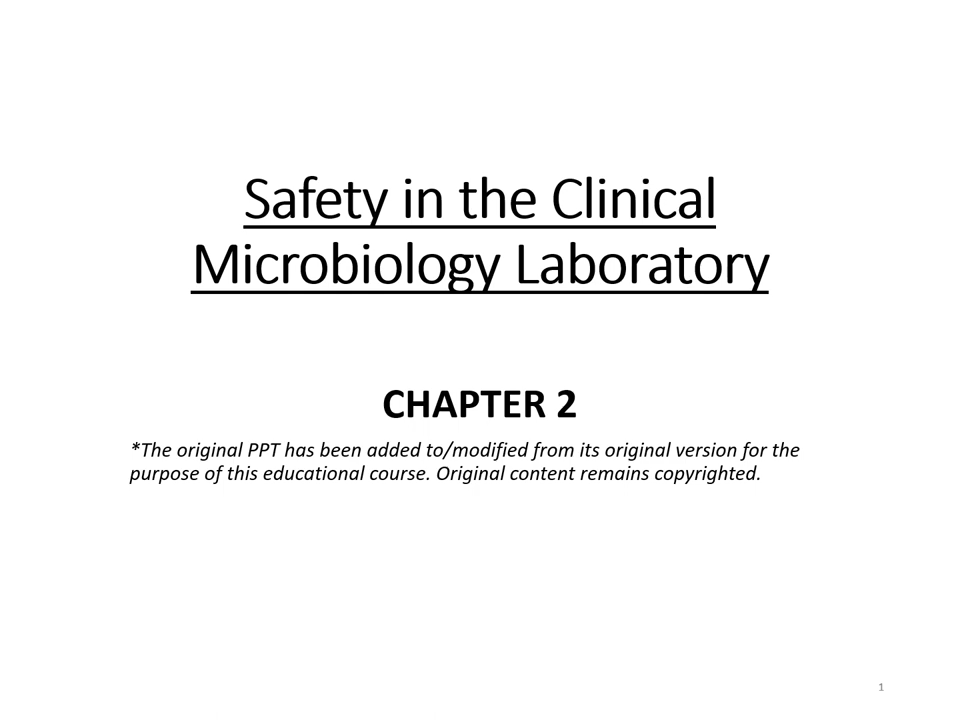 Safety in the Clinical
Microbiology Laboratory
CHAPTER 2
*The original PPT has been added to/modified from its original version for the
purpose of this educational course. Original content remains copyrighted.
1